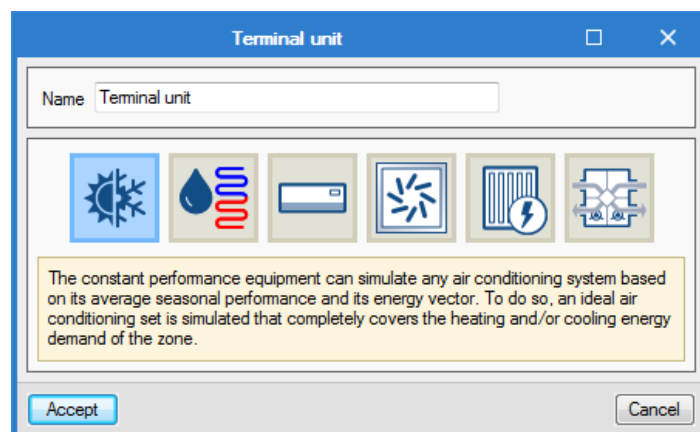 Terminal unit
Name Terminal unit
The constant performance equipment can simulate any air conditioning system based
on its average seasonal performance and its energy vector. To do so, an ideal air
conditioning set is simulated that completely covers the heating and/or cooling energy
demand of the zone.
Accept Cancel